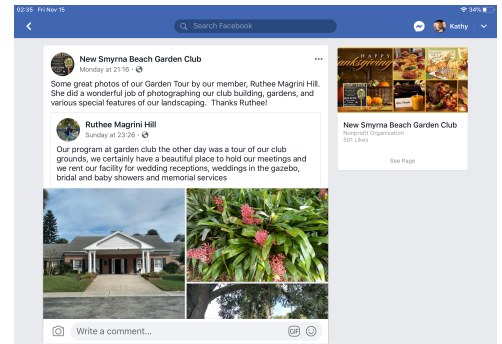 02:35 Fri Nov 15
34%
Search Facebook
Kathy
New Smyrna Beach Garden Club
Monday at 21:16 ·
Some great photos of our Garden Tour by our member, Ruthee Magrini Hill.
She did a wonderful job of photographing our club building, gardens, and
various special features of our landscaping. Thanks Ruthee!
Ruthee Magrini Hill
Sunday at 23:26 ·
Our program at garden club the other day was a tour of our club
grounds, we certainly have a beautiful place to hold our meetings and
we rent our facility for wedding receptions, weddings in the gazebo,
bridal and baby showers and memorial services
Write a comment...
GIF
HAPPY
New Smyrna Beach Garden Club
Nonprofit Organization
501 Likes
See Page